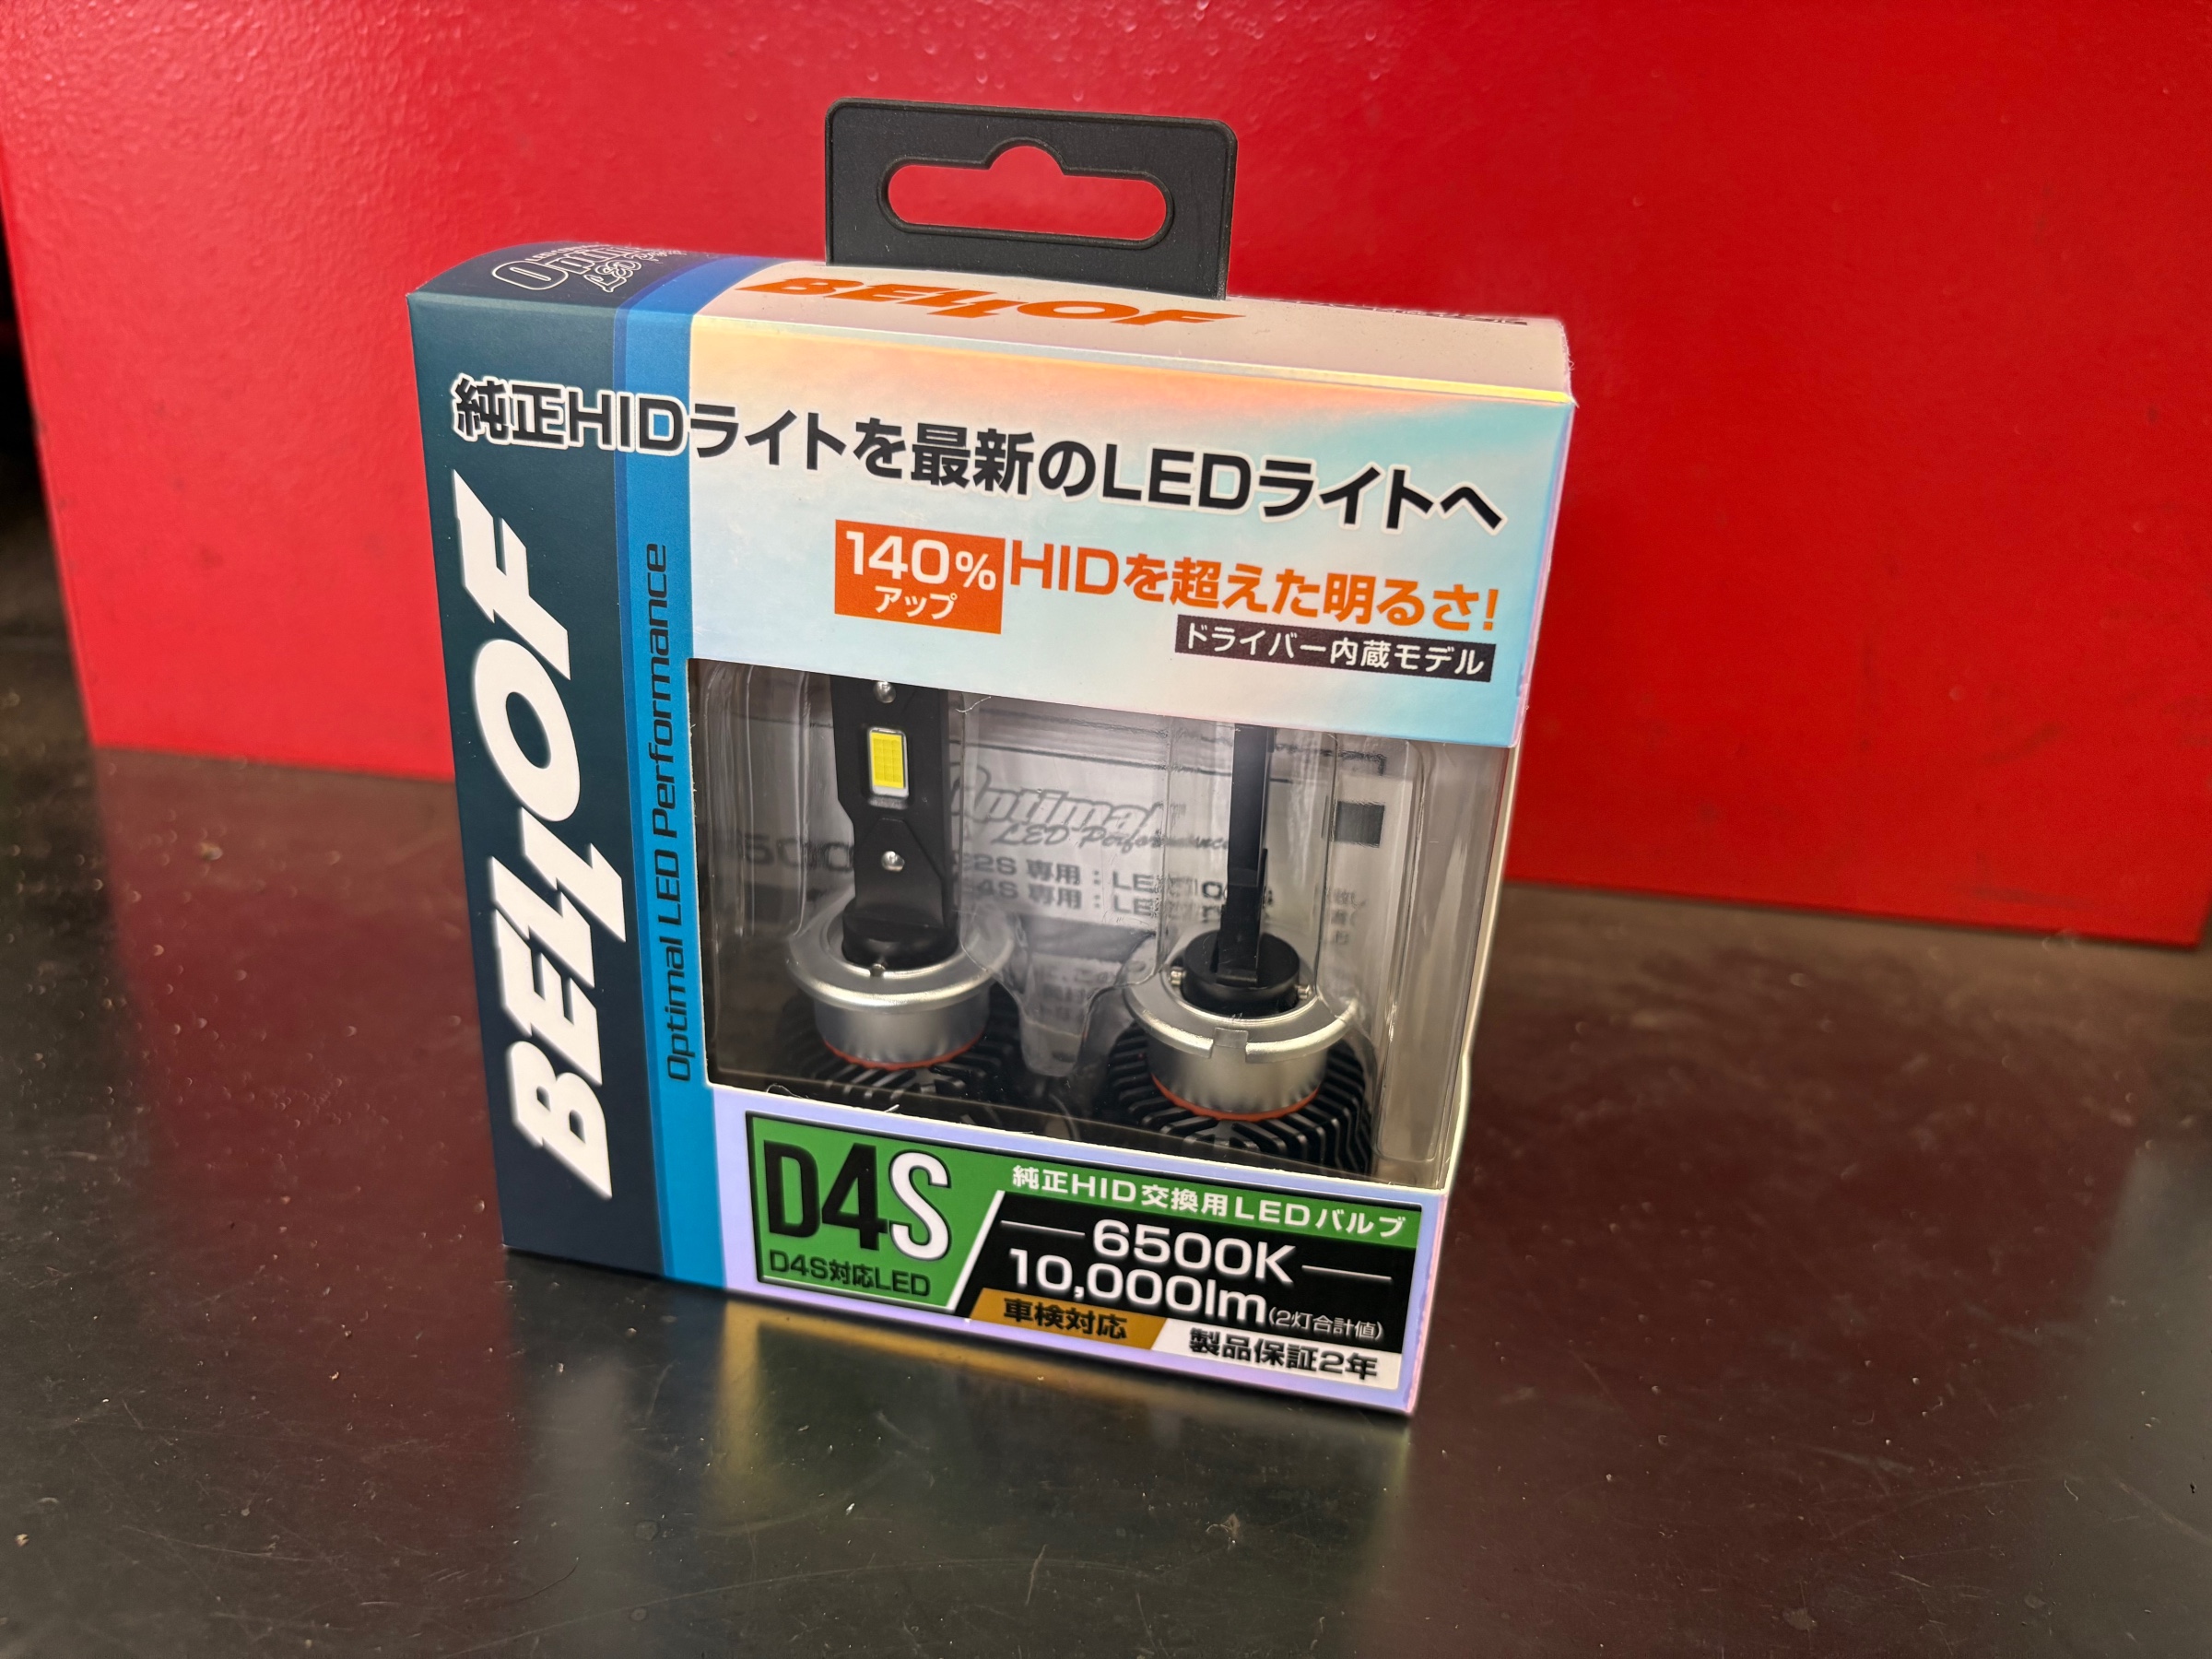 BELLOF
純正HIDライトを最新のLEDライトへ
140%
アップ
HIDを超えた明るさ!
ドライバー内蔵モデル
BELLOF
Optimal LED Performance
Optimal
LED Performance
D4S
D4S対応LED
純正HID交換用LEDバルブ
6500K
10,000lm(2灯合計値)
車検対応
製品保証2年